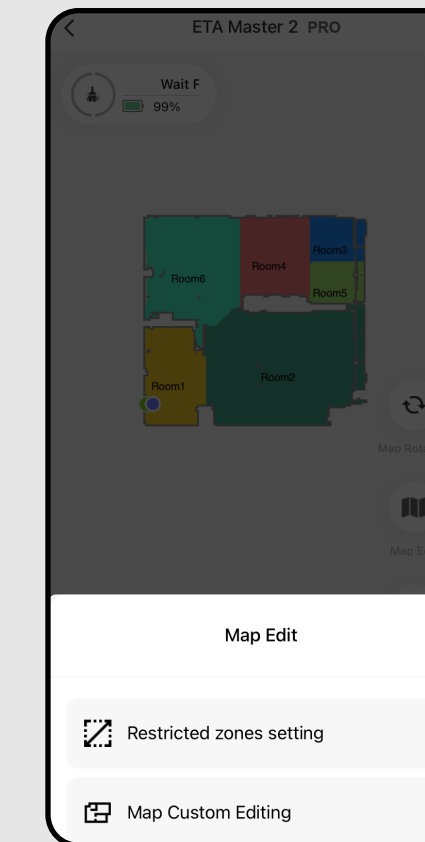 ETA Master 2 PRO
Wait F
99%
Room3
Room4
Room6
Room5
Room2
Room1
Map Rot
Map E
Map Edit
Restricted zones setting
Map Custom Editing